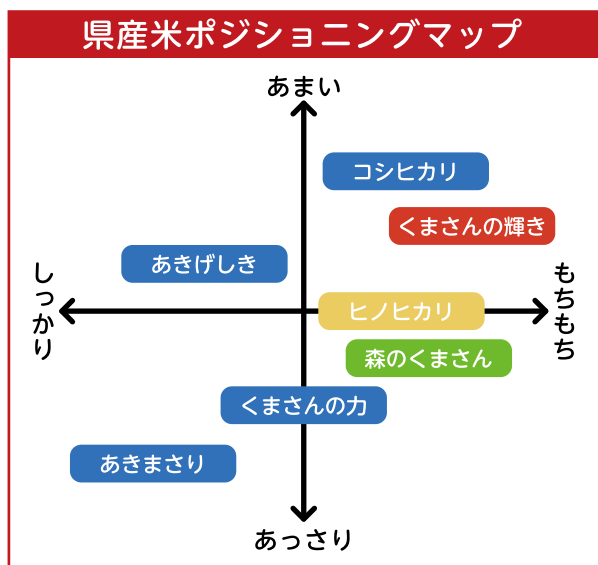 県産米ポジショニングマップ
あまい
コシヒカリ
くまさんの輝き
あきげしき
しっかり
もちもち
ヒノヒカリ
森のくまさん
くまさんの力
あきまさり
あっさり